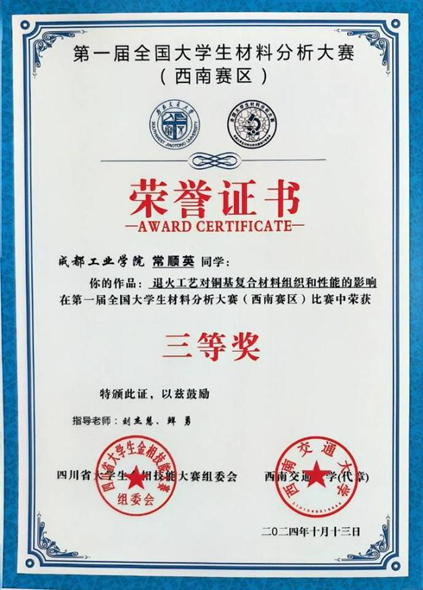 第一届全国大学生材料分析大赛
（西南赛区）
荣誉证书
AWARD CERTIFICATE
成都工业学院 常顺英 同学：
你的作品：退火工艺对铜基复合材料组织和性能的影响
在第一届全国大学生材料分析大赛（西南赛区）比赛中荣获
三等奖
特颁此证，以兹鼓励
指导老师：刘杰慧、鲜 勇
四川省大学生金相技能大赛组委会 西南交通大学(代章)
组委会
二〇二四年十月十三日